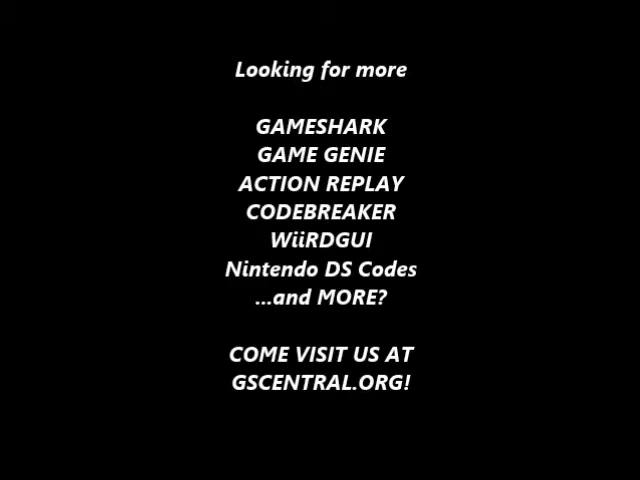 Looking for more
GAMESHARK
GAME GENIE
ACTION REPLAY
CODEBREAKER
WiiRDGUI
Nintendo DS Codes
...and MORE?
COME VISIT US AT
GSCENTRAL.ORG!